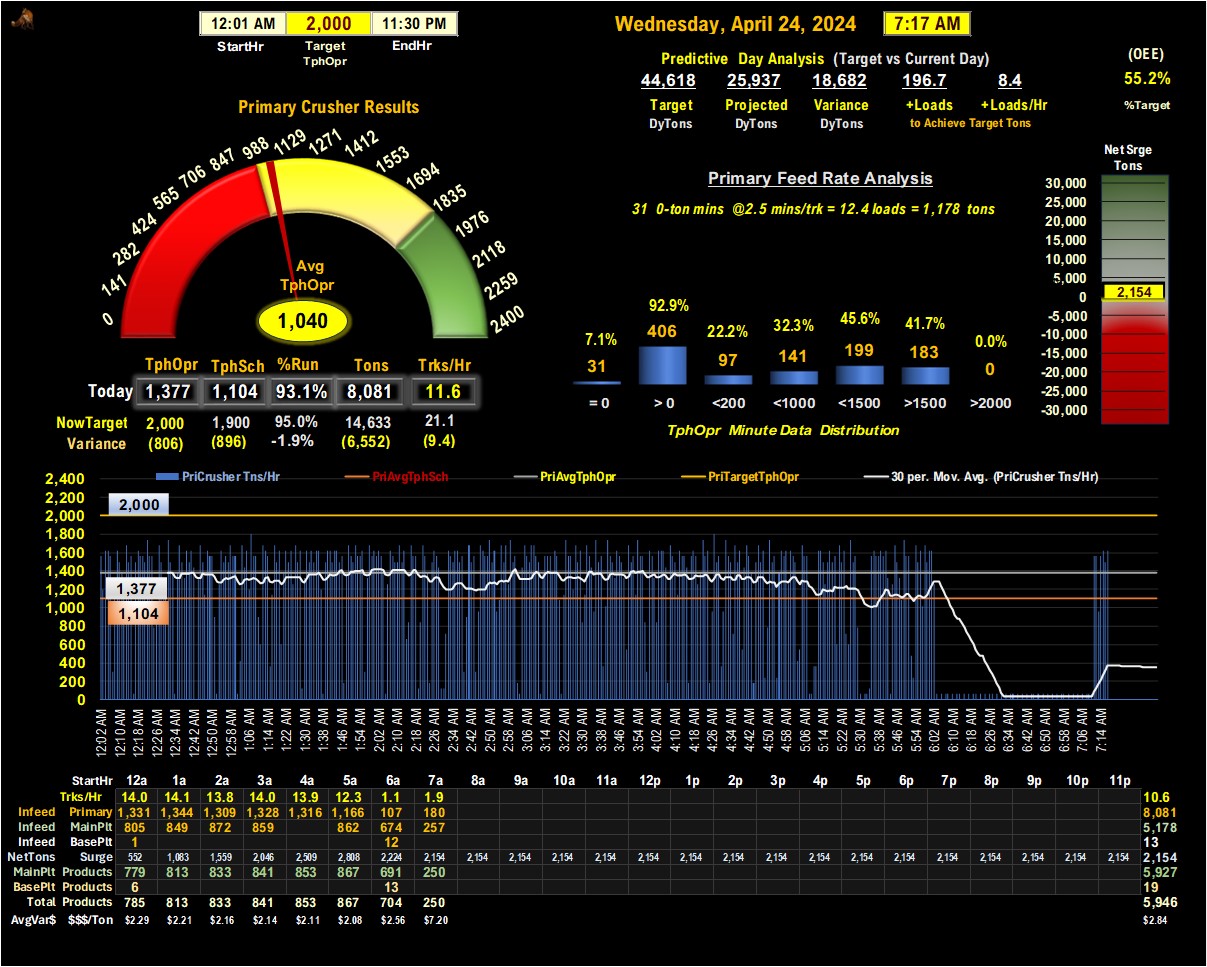 12:01 AM 2,000 11:30 PM
StartHr Target TphOpr EndHr
Wednesday, April 24, 2024 7:17 AM
Predictive Day Analysis (Target vs Current Day)
44,618 25,937 18,682 196.7 8.4
Target Projected Variance +Loads +Loads/Hr
DyTons DyTons DyTons to Achieve Target Tons
(OEE)
55.2%
%Target
Primary Crusher Results
0 141 282 424 565 706 847 988 1129 1271 1412 1553 1694 1835 1976 2118 2259 2400
Avg
TphOpr
1,040
TphOpr TphSch %Run Tons Trks/Hr
Today 1,377 1,104 93.1% 8,081 11.6
NowTarget 2,000 1,900 95.0% 14,633 21.1
Variance (806) (896) -1.9% (6,552) (9.4)
Primary Feed Rate Analysis
31 0-ton mins @2.5 mins/trk = 12.4 loads = 1,178 tons
7.1% 92.9% 22.2% 32.3% 45.6% 41.7% 0.0%
31 406 97 141 199 183 0
= 0 > 0 <200 <1000 <1500 >1500 >2000
TphOpr Minute Data Distribution
Net Srge
Tons
30,000
25,000
20,000
15,000
10,000
5,000
0
2,154
-5,000
-10,000
-15,000
-20,000
-25,000
-30,000
PriCrusher Tns/Hr PriAvgTphSch PriAvgTphOpr PriTargetTphOpr 30 per. Mov. Avg. (PriCrusher Tns/Hr)
2,400
2,200
2,000
1,800
1,600
1,400
1,200
1,000
800
600
400
200
0
2,000
1,377
1,104
12:02 AM 12:10 AM 12:18 AM 12:26 AM 12:34 AM 12:42 AM 12:50 AM 12:58 AM 1:06 AM 1:14 AM 1:22 AM 1:30 AM 1:38 AM 1:46 AM 1:54 AM 2:02 AM 2:10 AM 2:18 AM 2:26 AM 2:34 AM 2:42 AM 2:50 AM 2:58 AM 3:06 AM 3:14 AM 3:22 AM 3:30 AM 3:38 AM 3:46 AM 3:54 AM 4:02 AM 4:10 AM 4:18 AM 4:26 AM 4:34 AM 4:42 AM 4:50 AM 4:58 AM 5:06 AM 5:14 AM 5:22 AM 5:30 AM 5:38 AM 5:46 AM 5:54 AM 6:02 AM 6:10 AM 6:18 AM 6:26 AM 6:34 AM 6:42 AM 6:50 AM 6:58 AM 7:06 AM 7:14 AM
StartHr 12a 1a 2a 3a 4a 5a 6a 7a 8a 9a 10a 11a 12p 1p 2p 3p 4p 5p 6p 7p 8p 9p 10p 11p
Trks/Hr 14.0 14.1 13.8 14.0 13.9 12.3 1.1 1.9 10.6
Infeed Primary 1,331 1,344 1,309 1,328 1,316 1,166 107 180 8,081
Infeed MainPlt 805 849 872 859 862 674 257 5,178
Infeed BasePlt 1 12 13
NetTons Surge 552 1,083 1,559 2,046 2,509 2,808 2,224 2,154 2,154 2,154 2,154 2,154 2,154 2,154 2,154 2,154 2,154 2,154 2,154 2,154 2,154 2,154 2,154 2,154 2,154
MainPlt Products 779 813 833 841 853 867 691 250 5,927
BasePlt Products 6 13 19
Total Products 785 813 833 841 853 867 704 250 5,946
AvgVar$ $$$/Ton $2.29 $2.21 $2.16 $2.14 $2.11 $2.08 $2.56 $7.20 $2.84